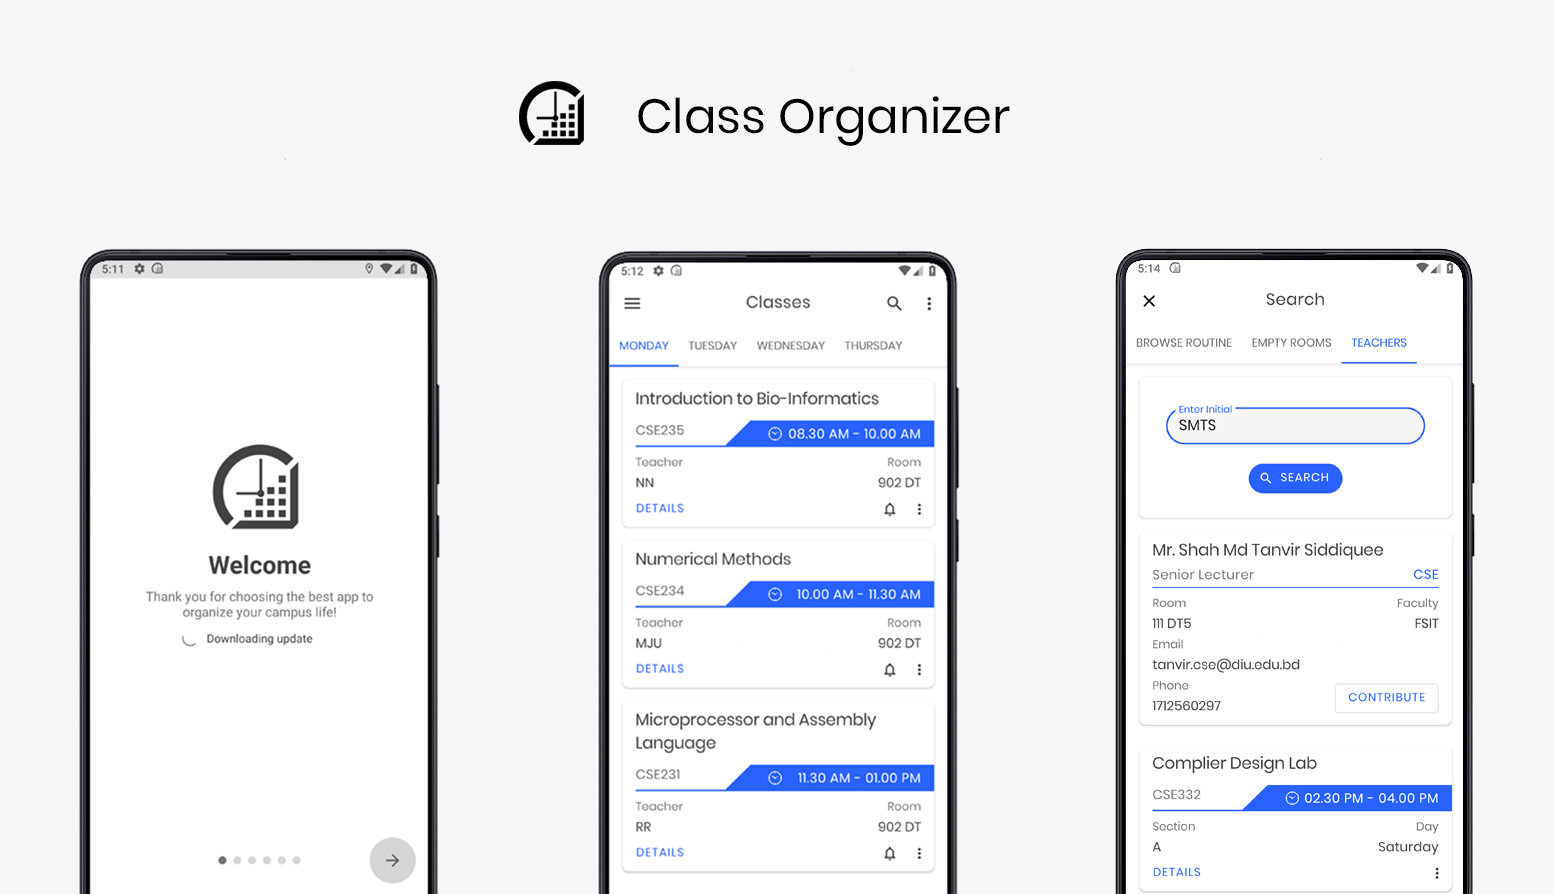 Class Organizer
5:11
Welcome
Thank you for choosing the best app to
organize your campus life!
Downloading update
5:12
Classes
MONDAY TUESDAY WEDNESDAY THURSDAY
Introduction to Bio-Informatics
CSE235 08.30 AM - 10.00 AM
Teacher Room
NN 902 DT
DETAILS
Numerical Methods
CSE234 10.00 AM - 11.30 AM
Teacher Room
MJU 902 DT
DETAILS
Microprocessor and Assembly
Language
CSE231 11.30 AM - 01.00 PM
Teacher Room
RR 902 DT
DETAILS
5:14
Search
BROWSE ROUTINE EMPTY ROOMS TEACHERS
Enter Initial
SMTS
SEARCH
Mr. Shah Md Tanvir Siddiquee
Senior Lecturer CSE
Room Faculty
111 DT5 FSIT
Email
tanvir.cse@diu.edu.bd
Phone
1712560297 CONTRIBUTE
Complier Design Lab
CSE332 02.30 PM - 04.00 PM
Section Day
A Saturday
DETAILS